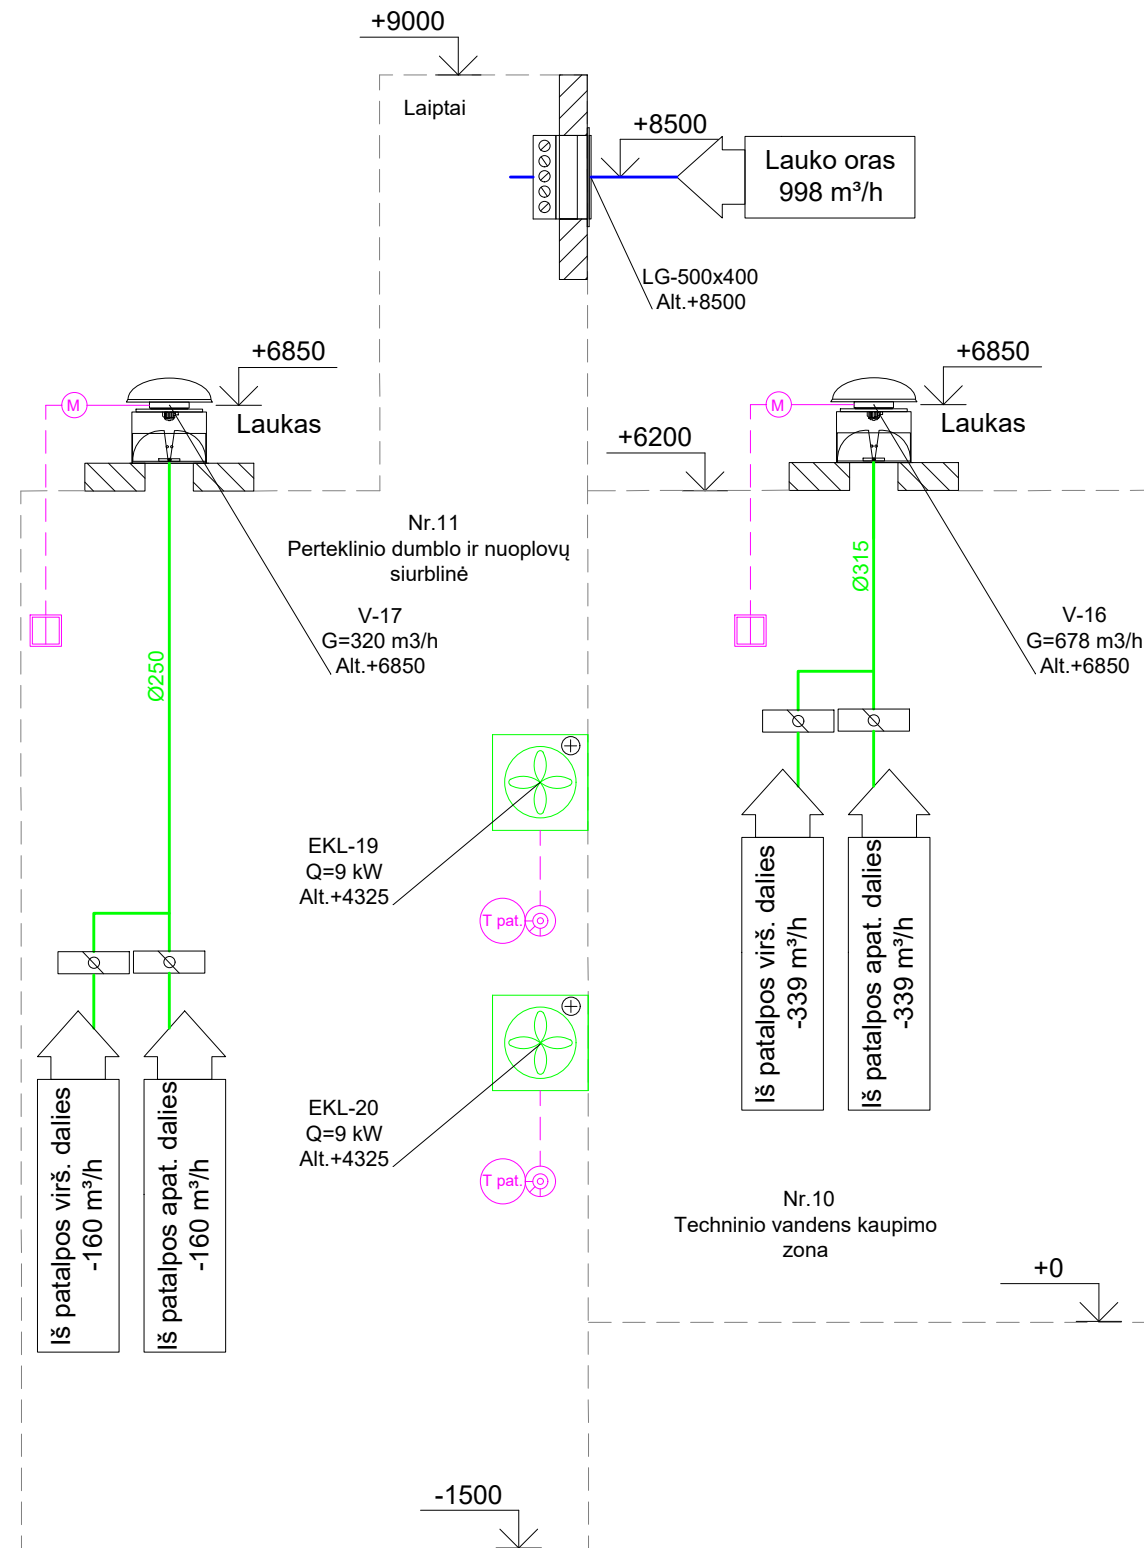 +9000
Laiptai
+8500
Lauko oras
998 m³/h
LG-500x400
Alt.+8500
+6850
M
Laukas
+6850
M
Laukas
+6200
Nr.11
Perteklinio dumblo ir nuoplovų
siurblinė
V-17
G=320 m3/h
Alt.+6850
Ø250
Ø315
V-16
G=678 m3/h
Alt.+6850
EKL-19
Q=9 kW
Alt.+4325
T pat.
EKL-20
Q=9 kW
Alt.+4325
T pat.
Iš patalpos virš. dalies
-160 m³/h
Iš patalpos apat. dalies
-160 m³/h
Iš patalpos virš. dalies
-339 m³/h
Iš patalpos apat. dalies
-339 m³/h
Nr.10
Techninio vandens kaupimo
zona
+0
-1500